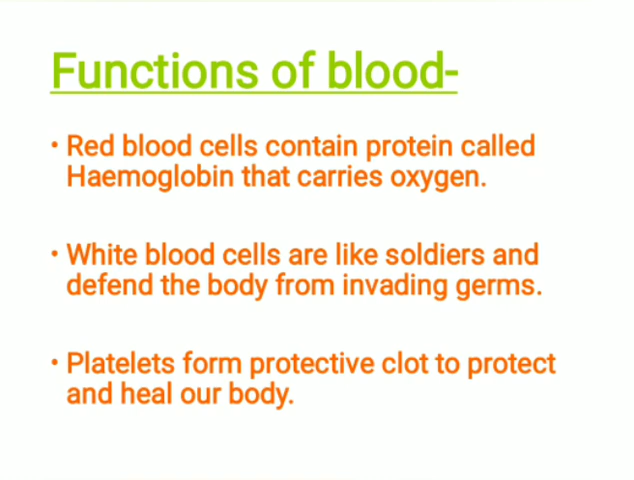 Functions of blood-
• Red blood cells contain protein called
Haemoglobin that carries oxygen.
• White blood cells are like soldiers and
defend the body from invading germs.
• Platelets form protective clot to protect
and heal our body.